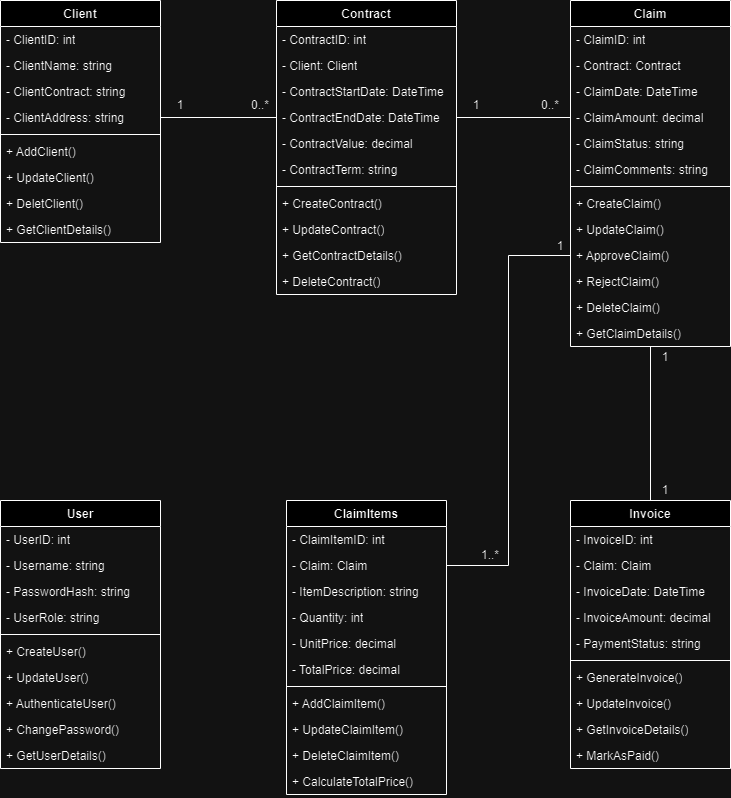 Client
- ClientID: int
- ClientName: string
- ClientContract: string
- ClientAddress: string
+ AddClient()
+ UpdateClient()
+ DeletClient()
+ GetClientDetails()
1
0..*
Contract
- ContractID: int
- Client: Client
- ContractStartDate: DateTime
- ContractEndDate: DateTime
- ContractValue: decimal
- ContractTerm: string
+ CreateContract()
+ UpdateContract()
+ GetContractDetails()
+ DeleteContract()
1
0..*
Claim
- ClaimID: int
- Contract: Contract
- ClaimDate: DateTime
- ClaimAmount: decimal
- ClaimStatus: string
- ClaimComments: string
+ CreateClaim()
+ UpdateClaim()
+ ApproveClaim()
+ RejectClaim()
+ DeleteClaim()
+ GetClaimDetails()
1
1
1
1..*
User
- UserID: int
- Username: string
- PasswordHash: string
- UserRole: string
+ CreateUser()
+ UpdateUser()
+ AuthenticateUser()
+ ChangePassword()
+ GetUserDetails()
ClaimItems
- ClaimItemID: int
- Claim: Claim
- ItemDescription: string
- Quantity: int
- UnitPrice: decimal
- TotalPrice: decimal
+ AddClaimItem()
+ UpdateClaimItem()
+ DeleteClaimItem()
+ CalculateTotalPrice()
Invoice
- InvoiceID: int
- Claim: Claim
- InvoiceDate: DateTime
- InvoiceAmount: decimal
- PaymentStatus: string
+ GenerateInvoice()
+ UpdateInvoice()
+ GetInvoiceDetails()
+ MarkAsPaid()